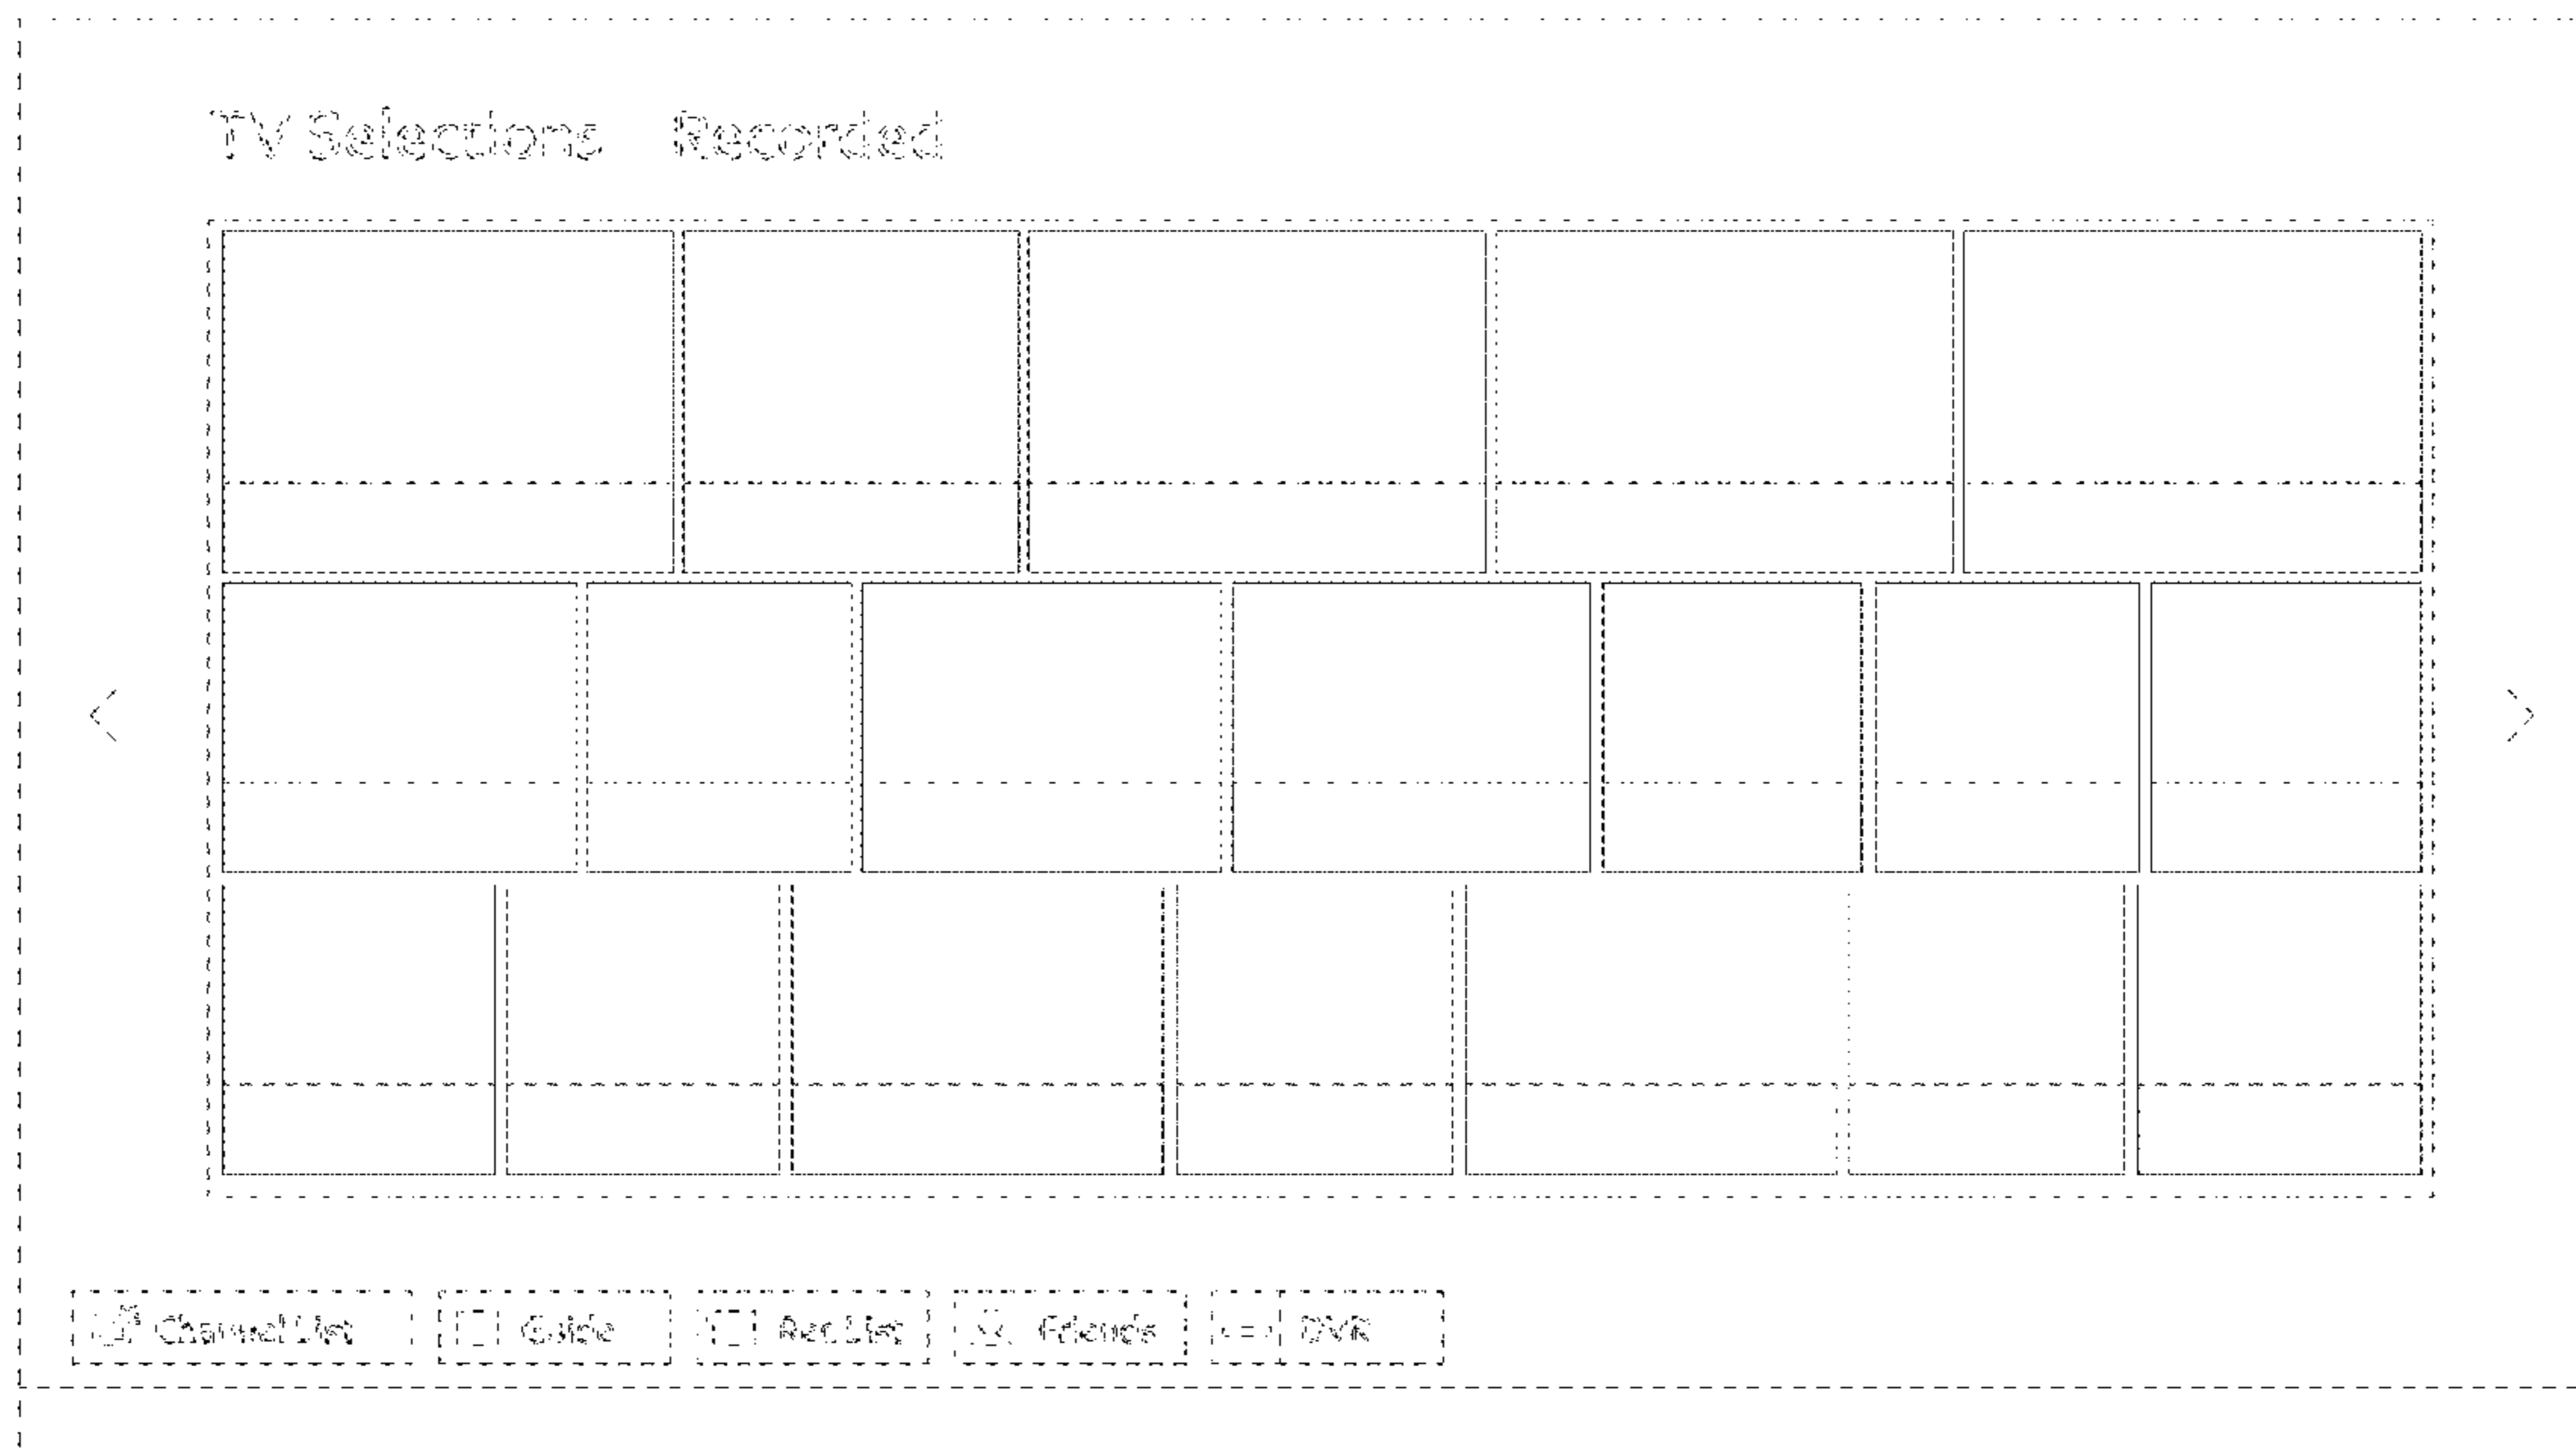 TV Selections Recorded
Channel List Guide Rec List Friends DVR